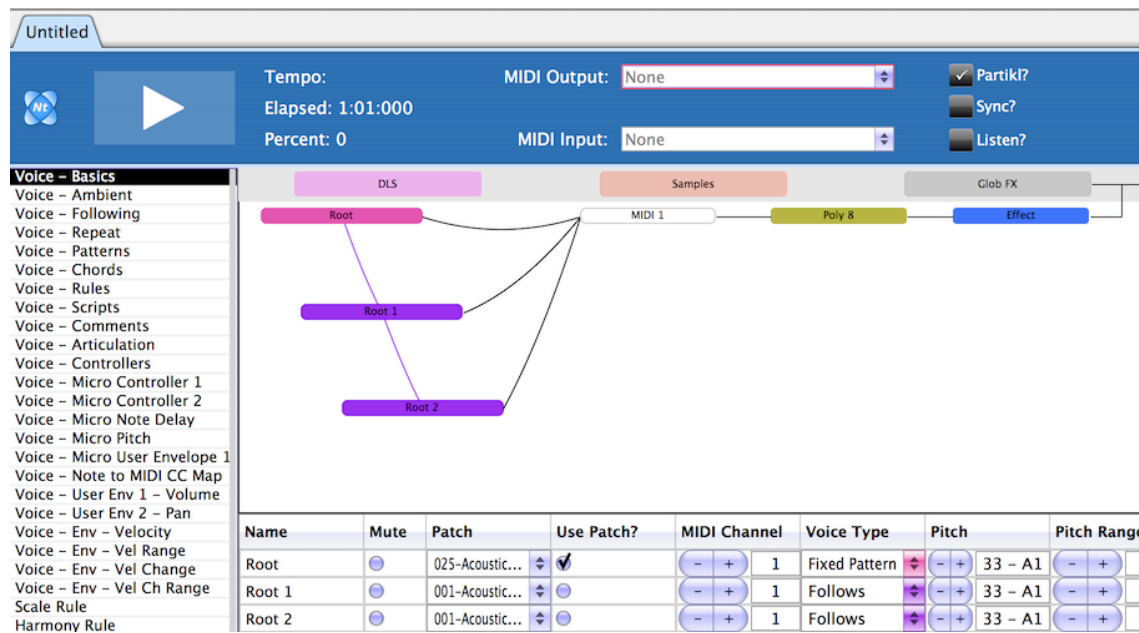 Untitled
Tempo:
MIDI Output: None
Partikl?
Nt
Elapsed: 1:01:000
Sync?
Percent: 0
MIDI Input: None
Listen?
Voice – Basics
Voice – Ambient
Voice – Following
Voice – Repeat
Voice – Patterns
Voice – Chords
Voice – Rules
Voice – Scripts
Voice – Comments
Voice – Articulation
Voice – Controllers
Voice – Micro Controller 1
Voice – Micro Controller 2
Voice – Micro Note Delay
Voice – Micro Pitch
Voice – Micro User Envelope 1
Voice – Note to MIDI CC Map
Voice – User Env 1 – Volume
Voice – User Env 2 – Pan
Voice – Env – Velocity
Voice – Env – Vel Range
Voice – Env – Vel Change
Voice – Env – Vel Ch Range
Scale Rule
Harmony Rule
DLS Samples Glob FX
Root MIDI 1 Poly 8 Effect
Root 1
Root 2
Name Mute Patch Use Patch? MIDI Channel Voice Type Pitch Pitch Range
Root 025-Acoustic... - + 1 Fixed Pattern - + 33 – A1 - +
Root 1 001-Acoustic... - + 1 Follows - + 33 – A1 - +
Root 2 001-Acoustic... - + 1 Follows - + 33 – A1 - +